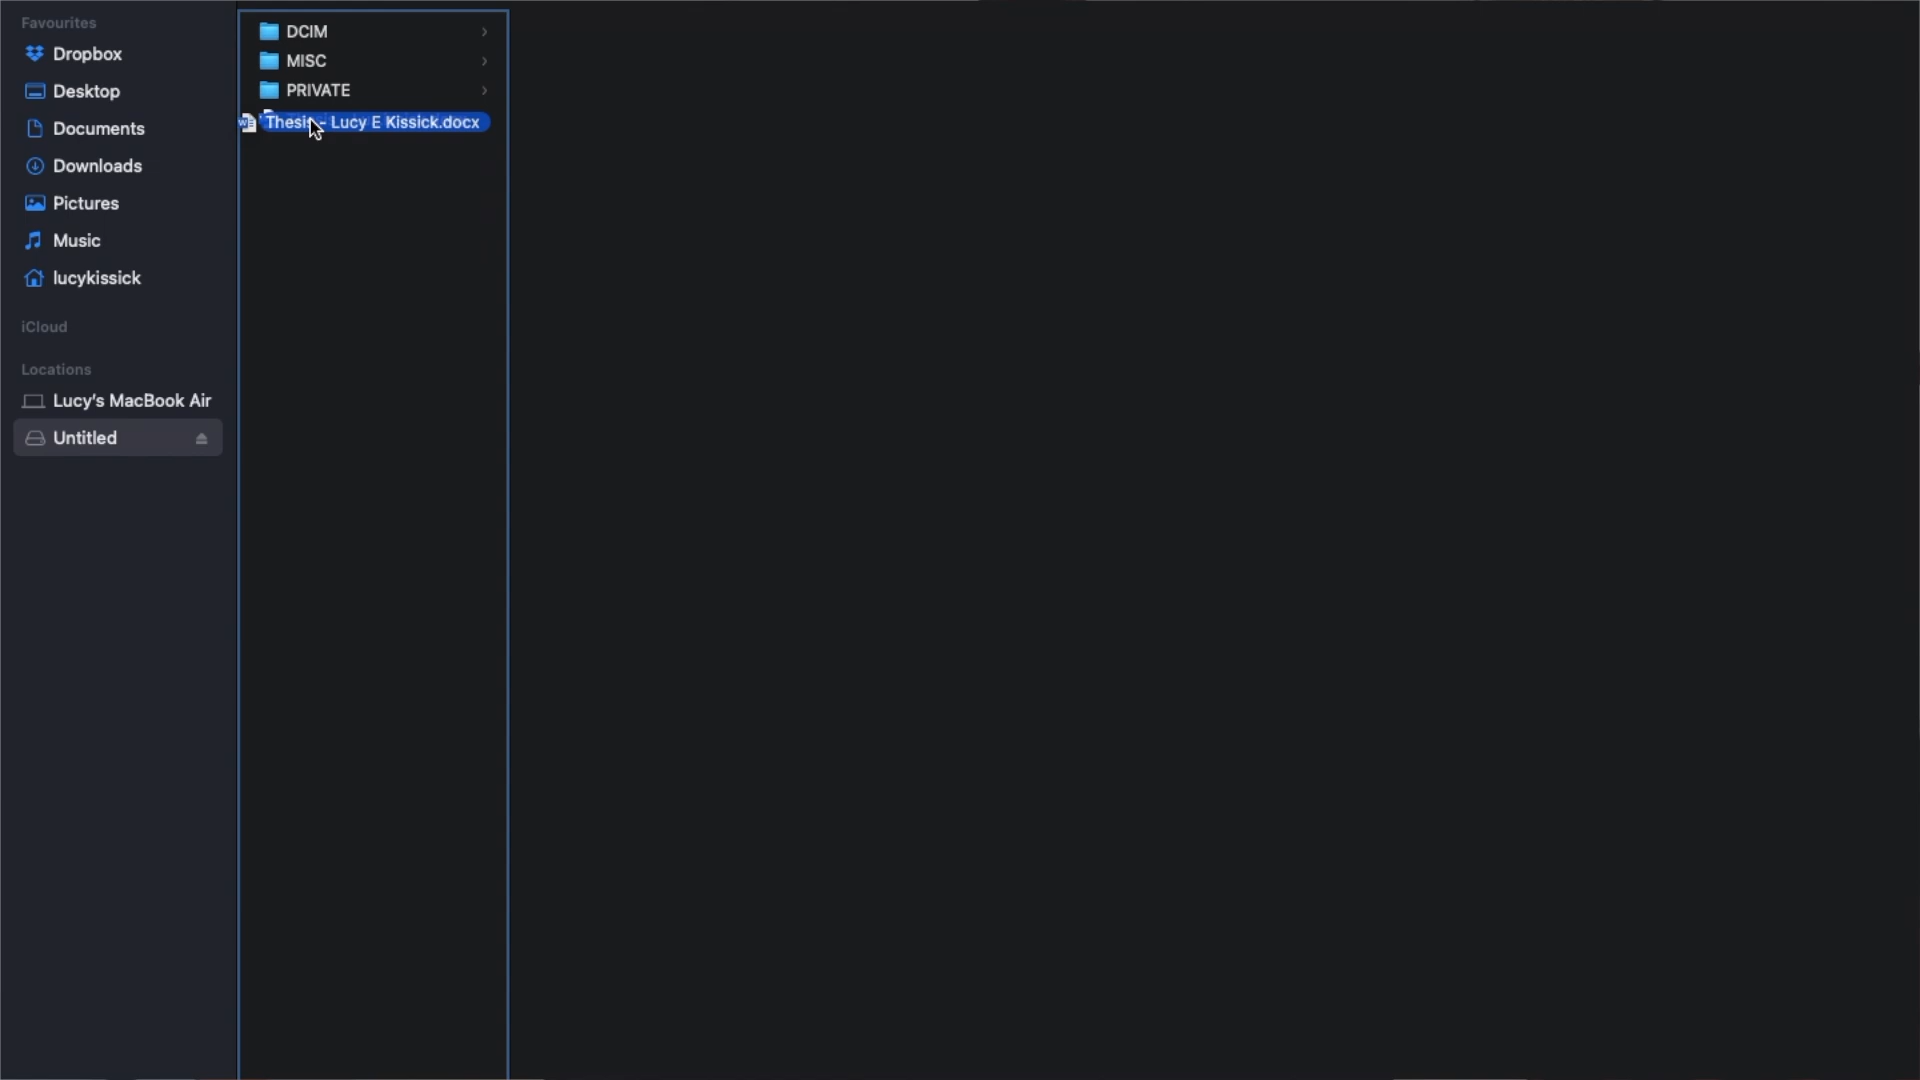 Favourites
Dropbox
Desktop
Documents
Downloads
Pictures
Music
lucykissick
iCloud
Locations
Lucy's MacBook Air
Untitled
DCIM
MISC
PRIVATE
Thesis - Lucy E Kissick.docx